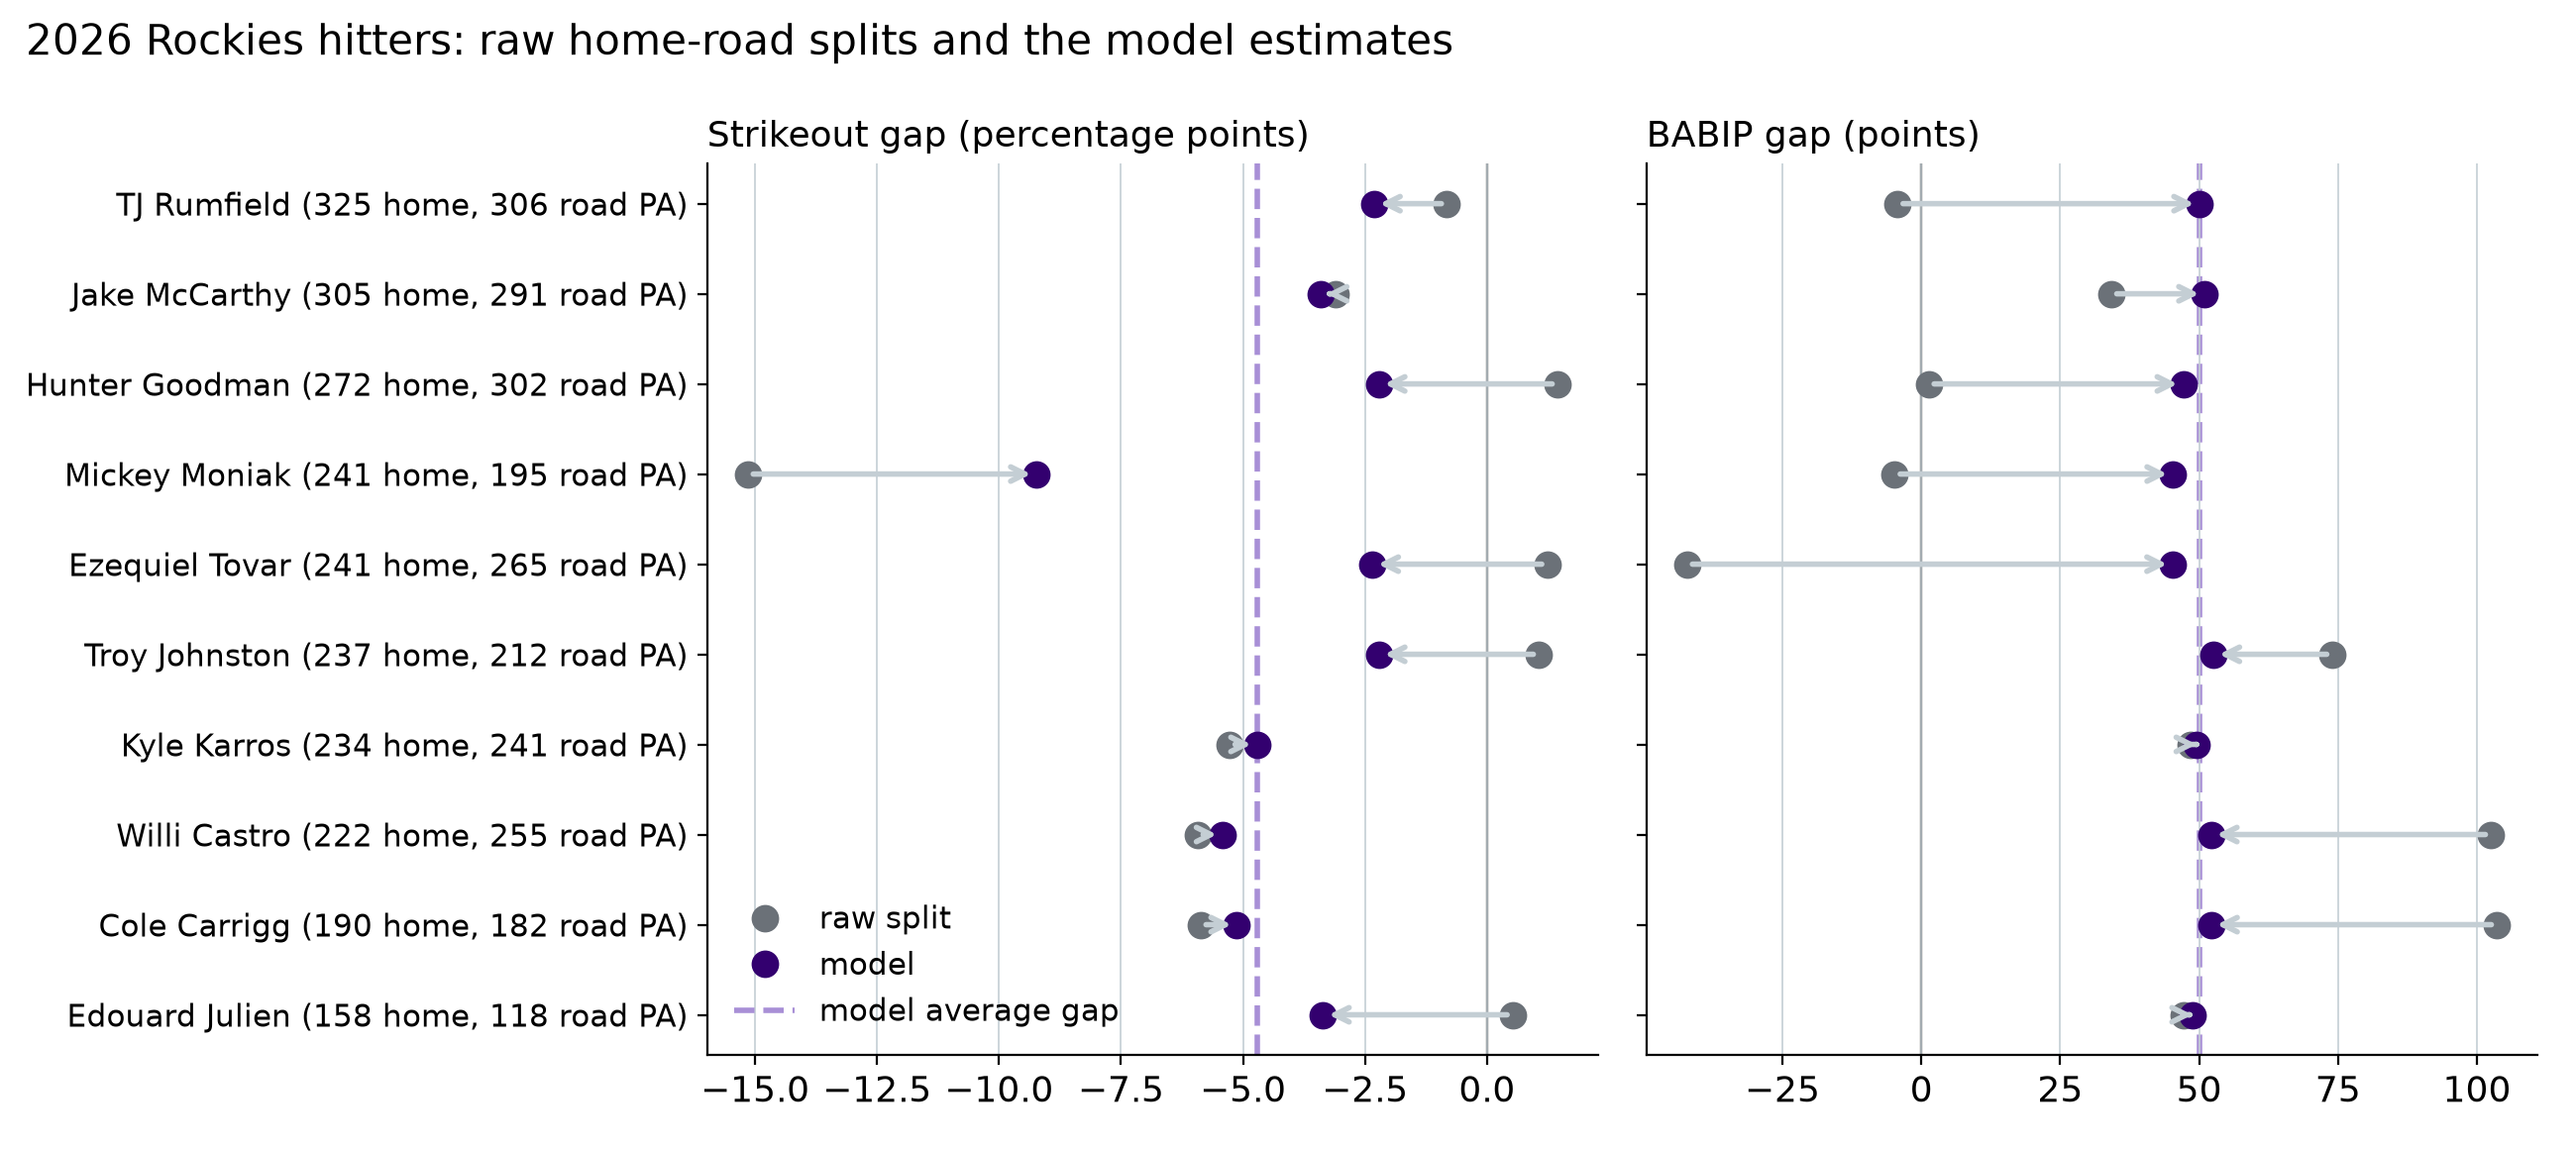 2026 Rockies hitters: raw home-road splits and the model estimates
Strikeout gap (percentage points)
BABIP gap (points)
TJ Rumfield (325 home, 306 road PA)
Jake McCarthy (305 home, 291 road PA)
Hunter Goodman (272 home, 302 road PA)
Mickey Moniak (241 home, 195 road PA)
Ezequiel Tovar (241 home, 265 road PA)
Troy Johnston (237 home, 212 road PA)
Kyle Karros (234 home, 241 road PA)
Willi Castro (222 home, 255 road PA)
Cole Carrigg (190 home, 182 road PA)
Edouard Julien (158 home, 118 road PA)
raw split
model
model average gap
−15.0 −12.5 −10.0 −7.5 −5.0 −2.5 0.0
−25 0 25 50 75 100